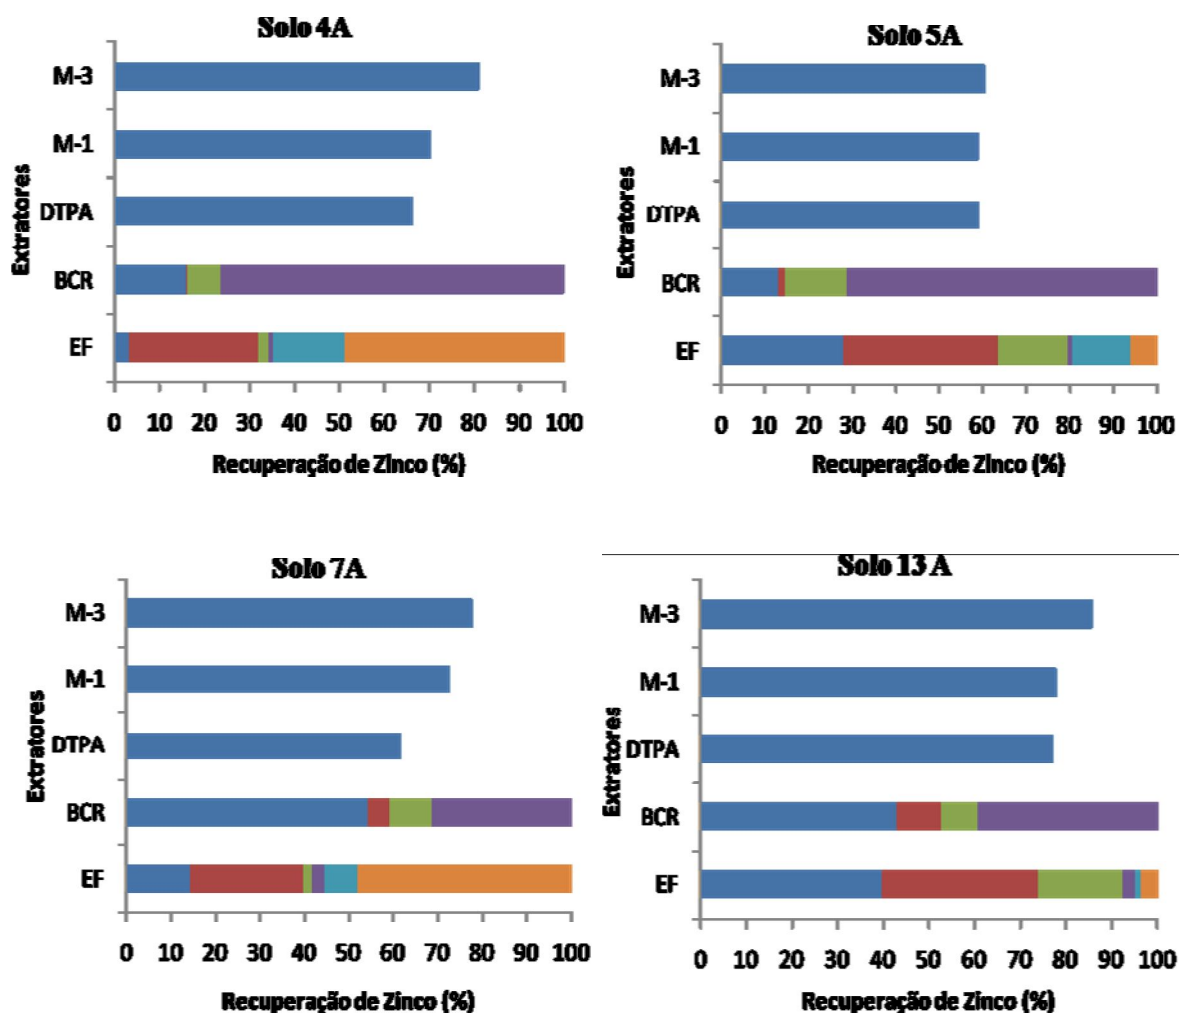 Solo 4A
Extratores
M-3
M-1
DTPA
BCR
EF
0 10 20 30 40 50 60 70 80 90 100
Recuperação de Zinco (%)
Solo 5A
Extratores
M-3
M-1
DTPA
BCR
EF
0 10 20 30 40 50 60 70 80 90 100
Recuperação de Zinco (%)
Solo 7A
Extratores
M-3
M-1
DTPA
BCR
EF
0 10 20 30 40 50 60 70 80 90 100
Recuperação de Zinco (%)
Solo 13 A
Extratores
M-3
M-1
DTPA
BCR
EF
0 10 20 30 40 50 60 70 80 90 100
Recuperação de Zinco (%)